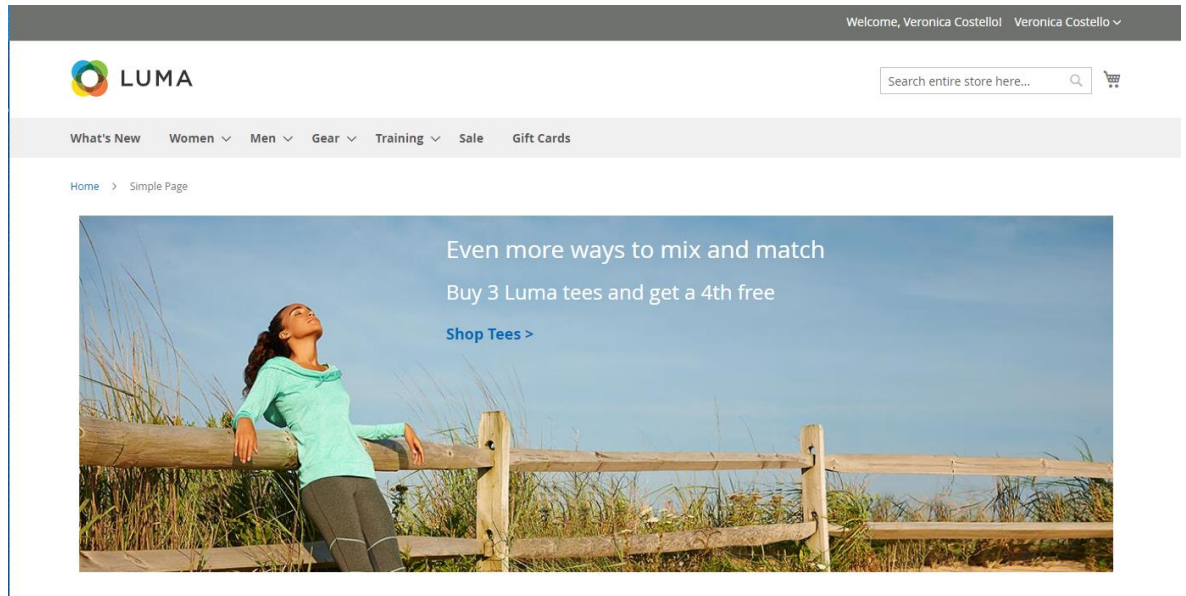 Welcome, Veronica Costello! Veronica Costello
LUMA
Search entire store here...
What's New Women Men Gear Training Sale Gift Cards
Home > Simple Page
Even more ways to mix and match
Buy 3 Luma tees and get a 4th free
Shop Tees >